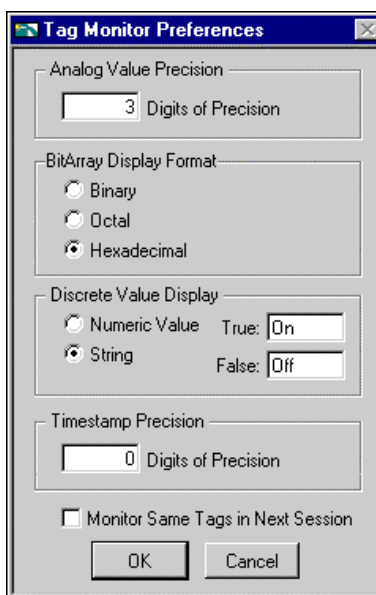 Tag Monitor Preferences
Analog Value Precision
3 Digits of Precision
BitArray Display Format
Binary
Octal
Hexadecimal
Discrete Value Display
Numeric Value True: On
String False: Off
Timestamp Precision
0 Digits of Precision
Monitor Same Tags in Next Session
OK Cancel